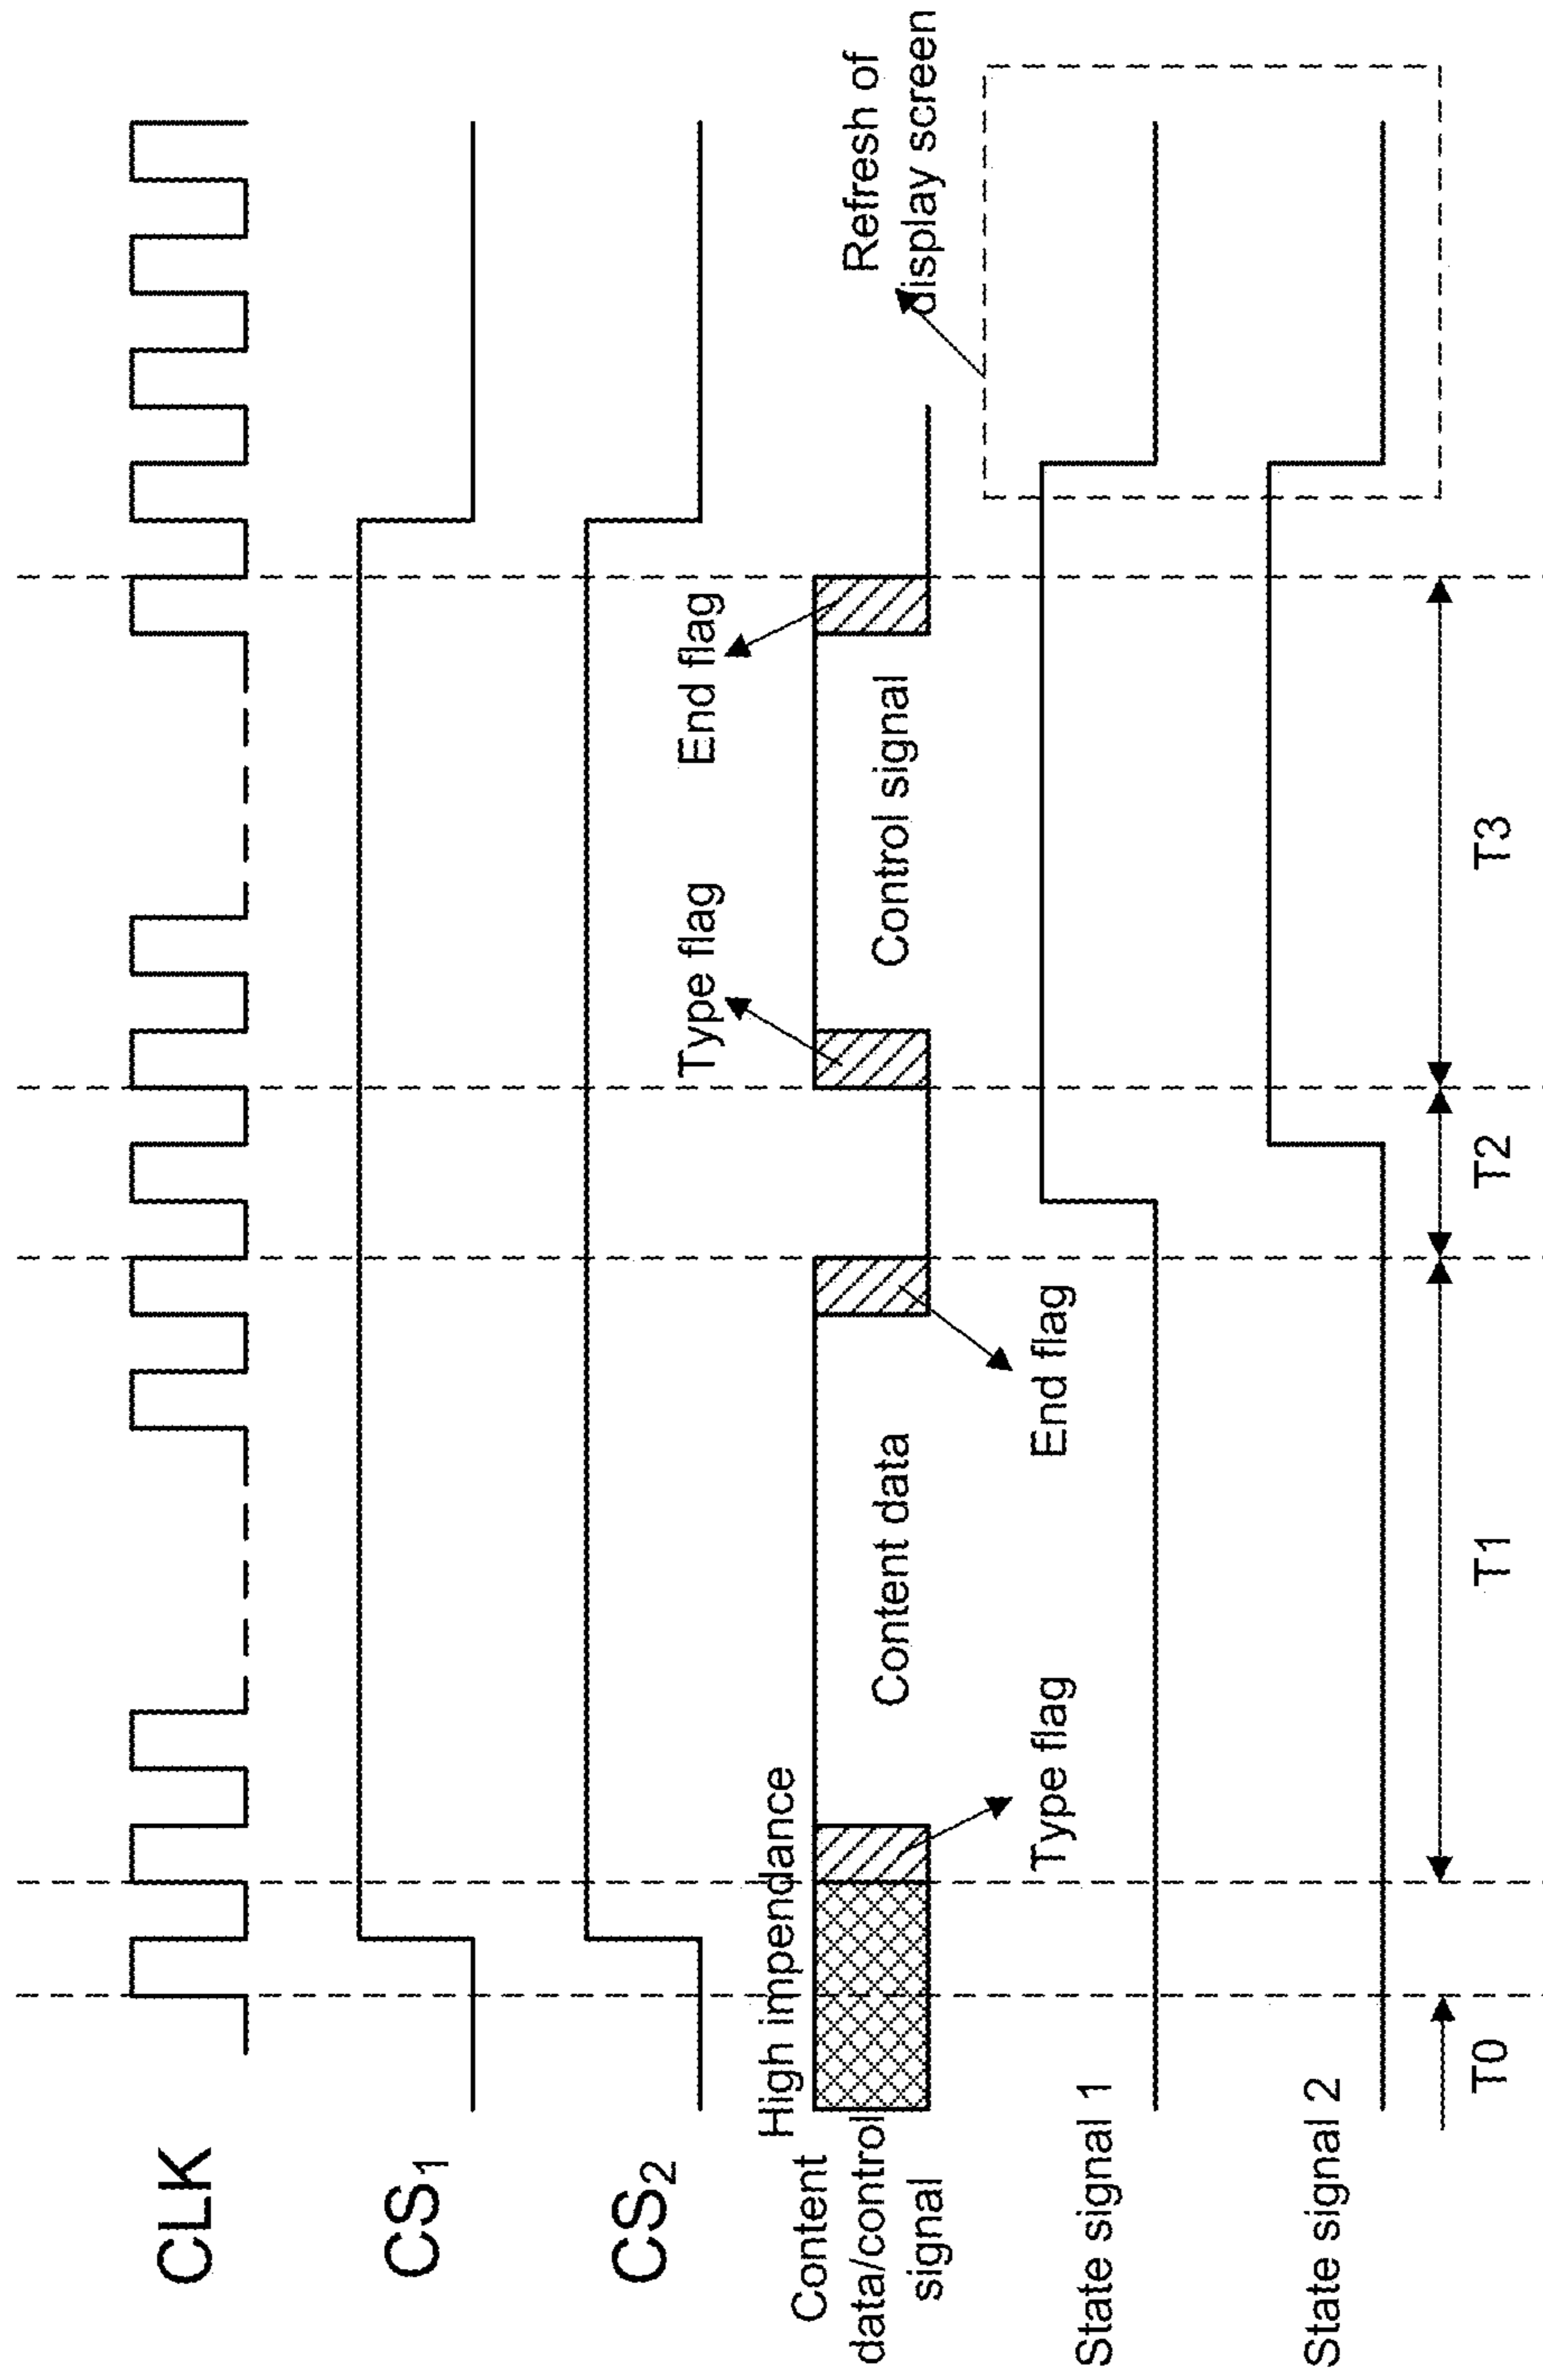 CLK
CS1
CS2
High impendance
Content
data/control
signal
Type flag
Content data
End flag
Type flag
Control signal
End flag
Refresh of
display screen
State signal 1
State signal 2
T0
T1
T2
T3